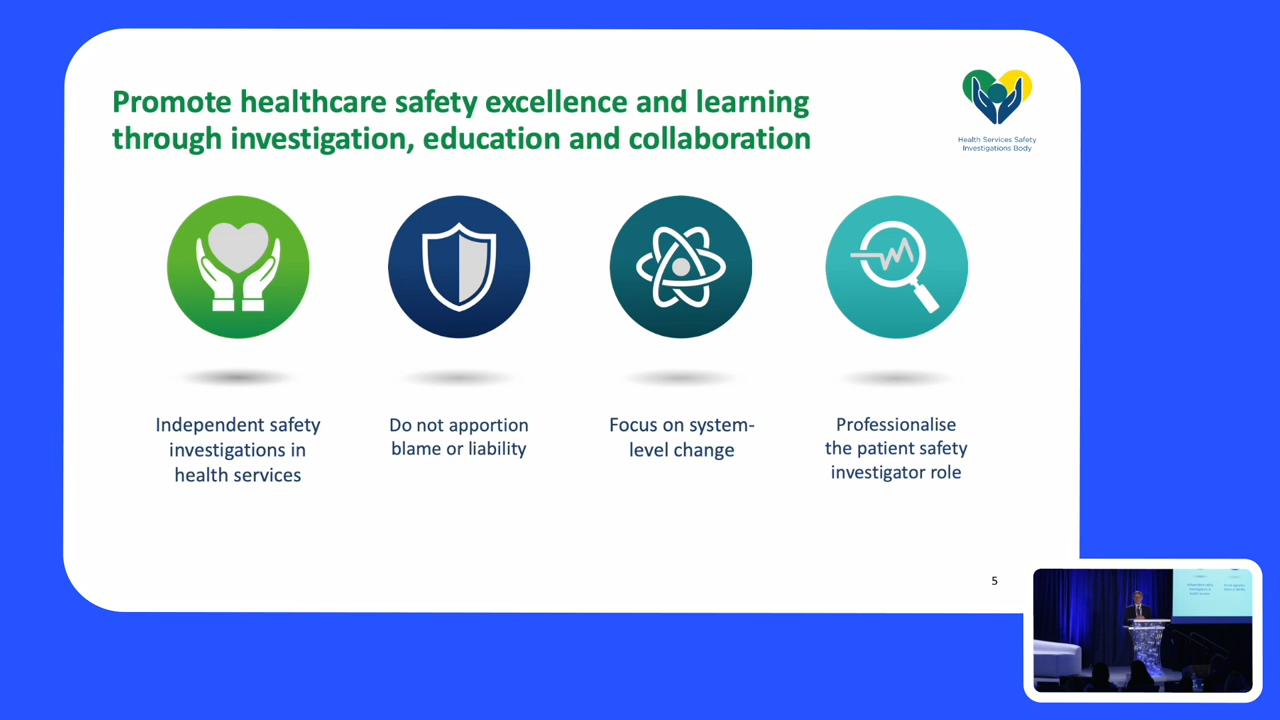 Promote healthcare safety excellence and learning
through investigation, education and collaboration
Health Services Safety
Investigations Body
Independent safety
investigations in
health services
Do not apportion
blame or liability
Focus on system-
level change
Professionalise
the patient safety
investigator role
5